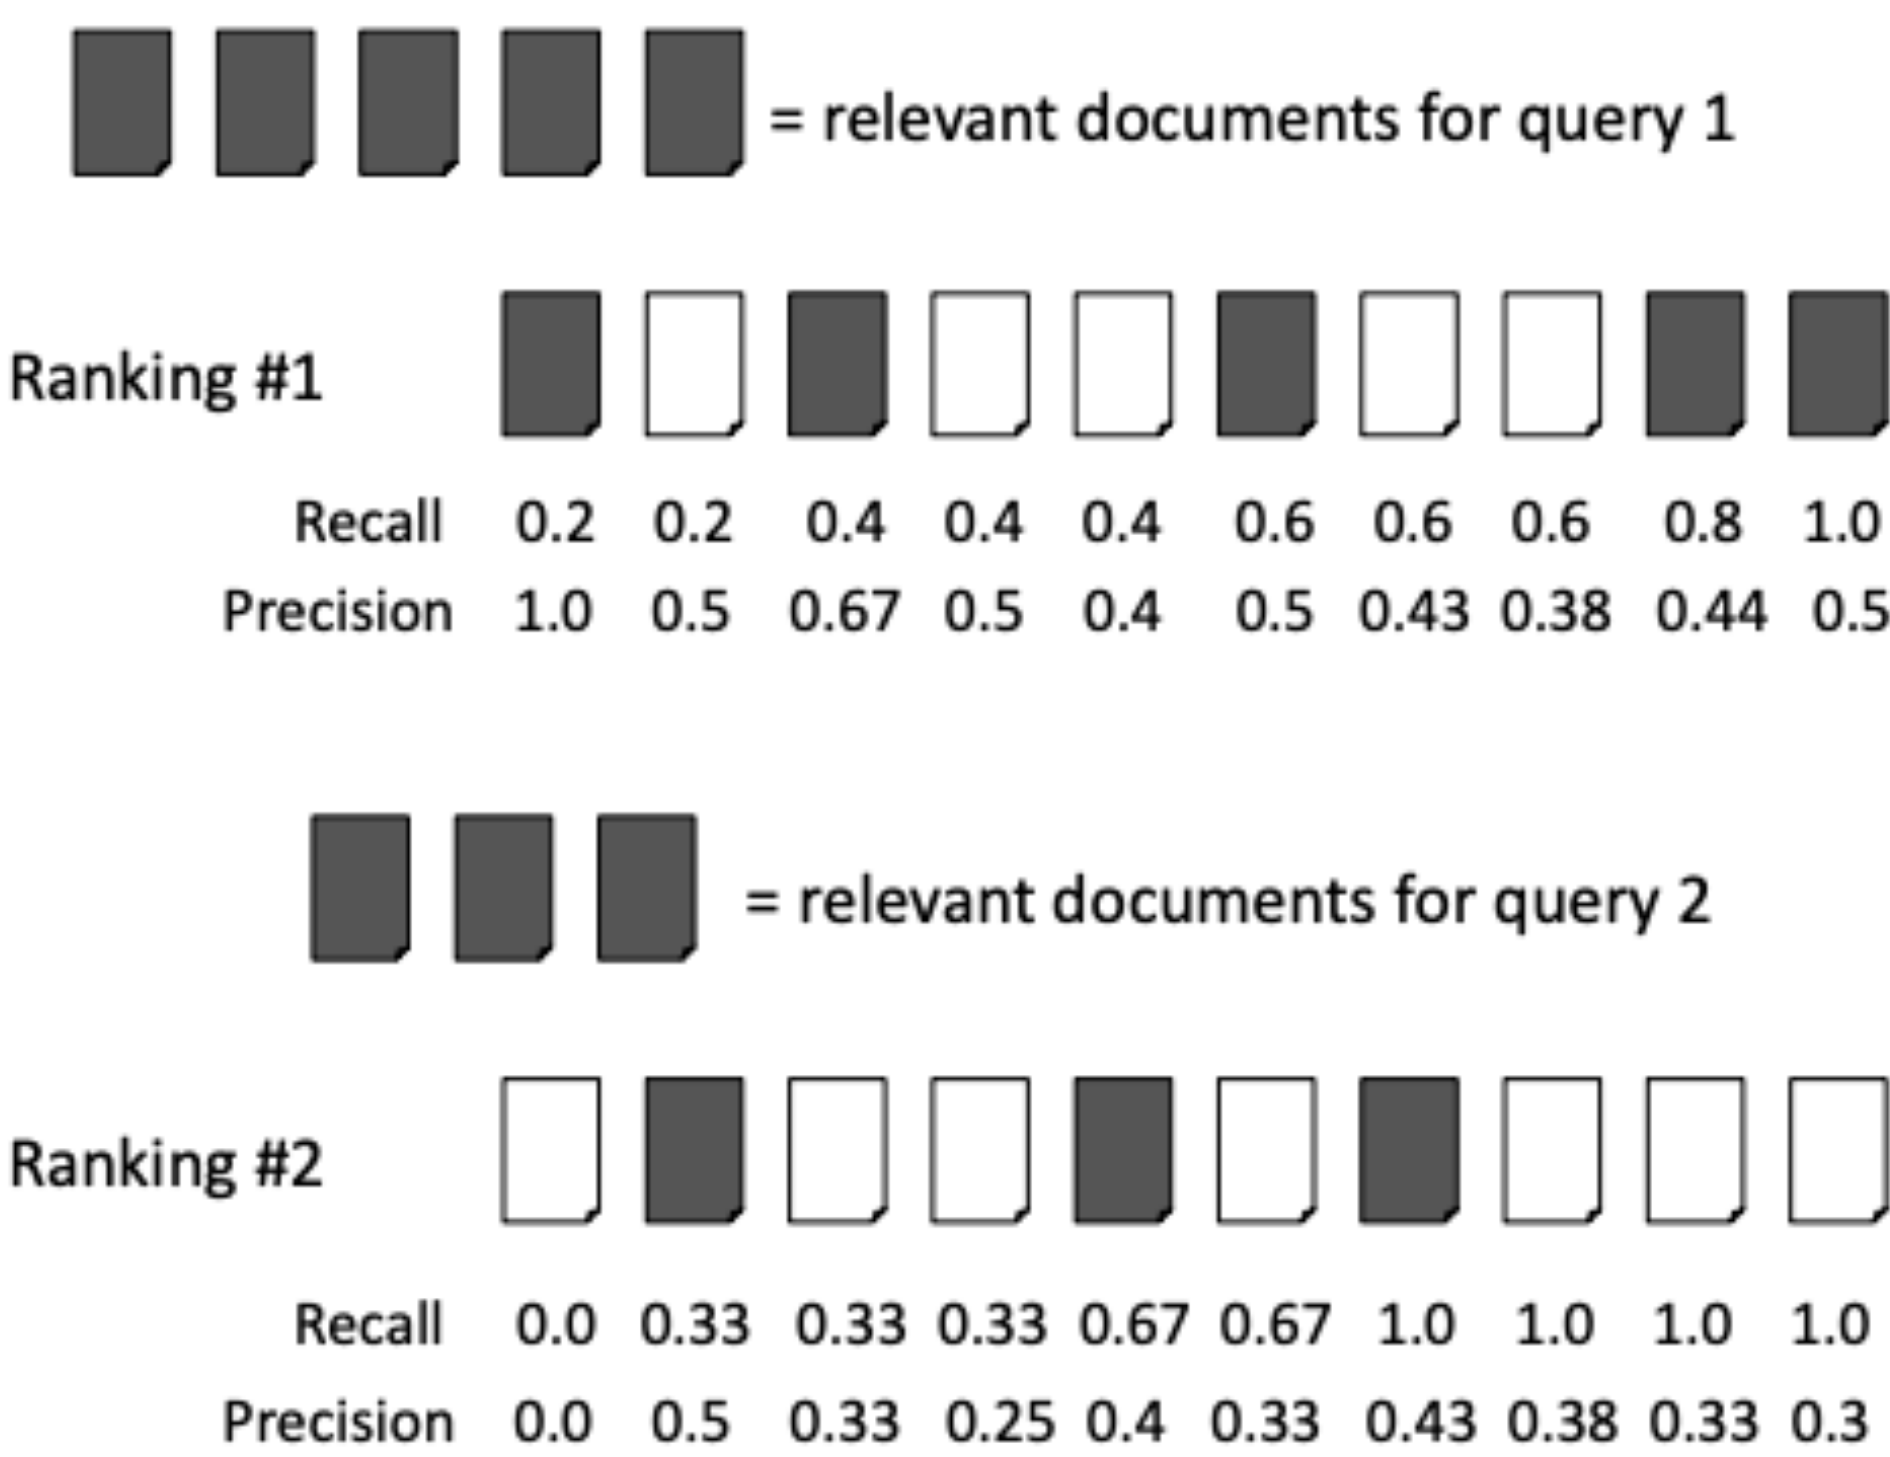 = relevant documents for query 1
Ranking #1
Recall 0.2 0.2 0.4 0.4 0.4 0.6 0.6 0.6 0.8 1.0
Precision 1.0 0.5 0.67 0.5 0.4 0.5 0.43 0.38 0.44 0.5
= relevant documents for query 2
Ranking #2
Recall 0.0 0.33 0.33 0.33 0.67 0.67 1.0 1.0 1.0 1.0
Precision 0.0 0.5 0.33 0.25 0.4 0.33 0.43 0.38 0.33 0.3